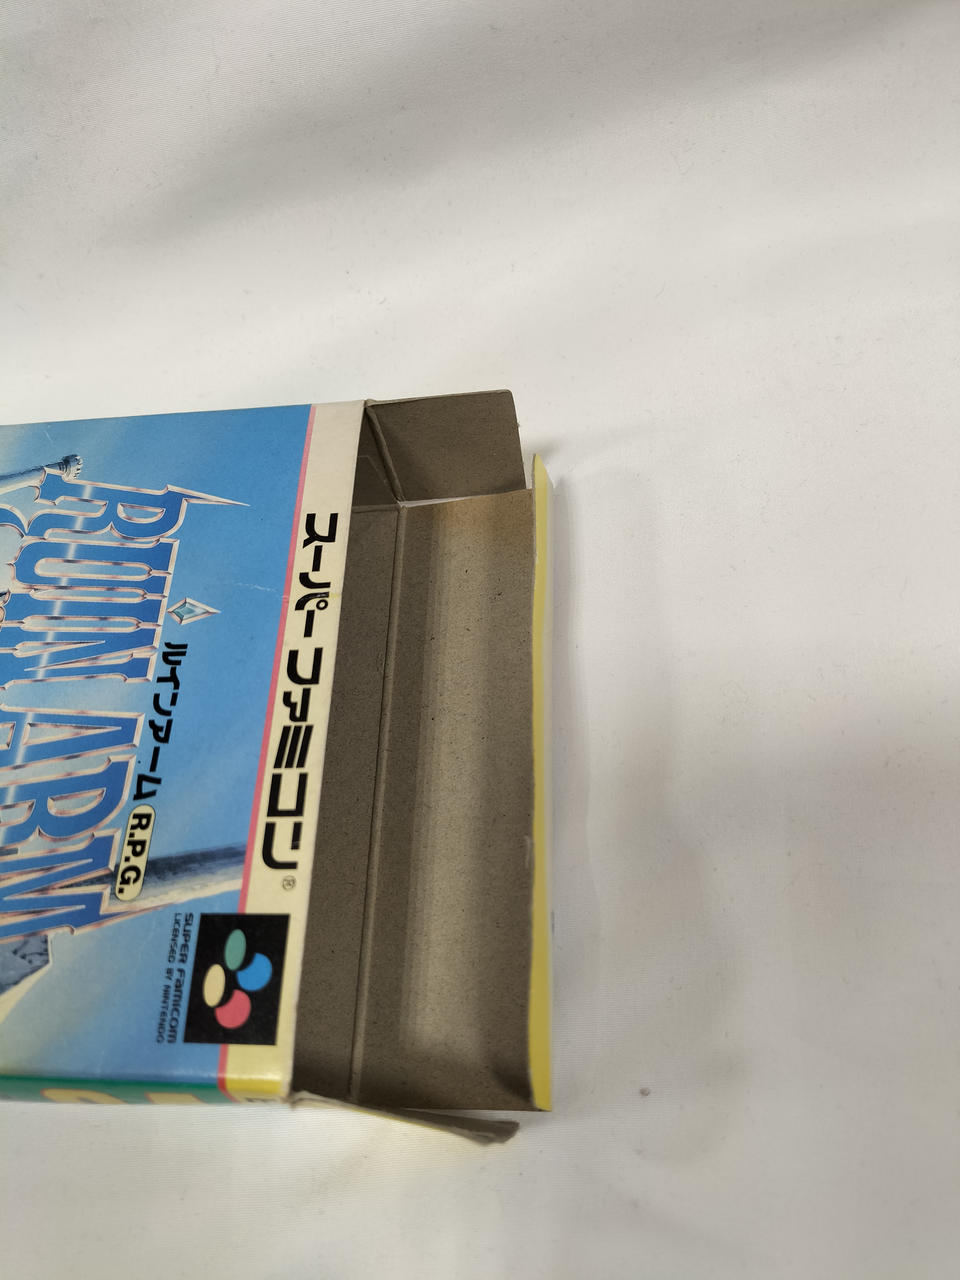 スーパーファミコン®
RUIN ARM
ルインアーム
R.P.G.
SUPER FAMICOM
LICENSED BY NINTENDO